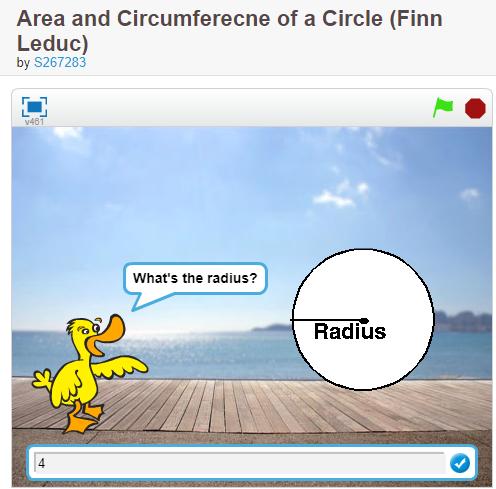 Area and Circumferecne of a Circle (Finn
Leduc)
by S267283
v461
What's the radius?
Radius
4